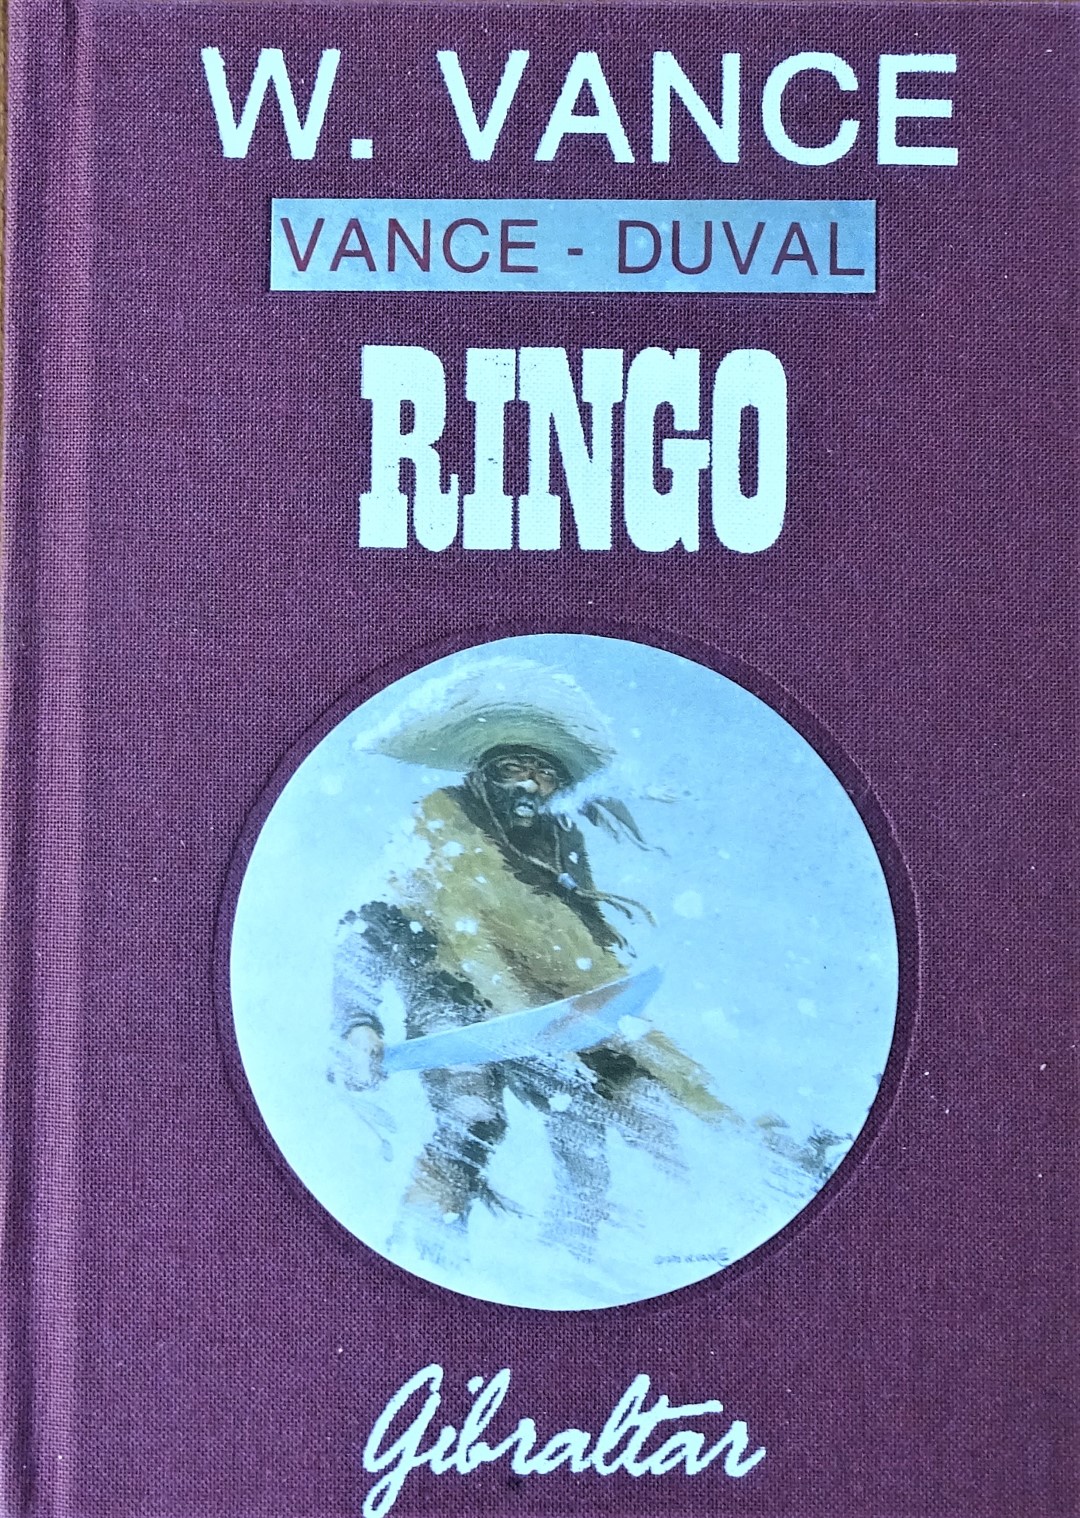 W. VANCE
VANCE - DUVAL
RINGO
Gibraltar